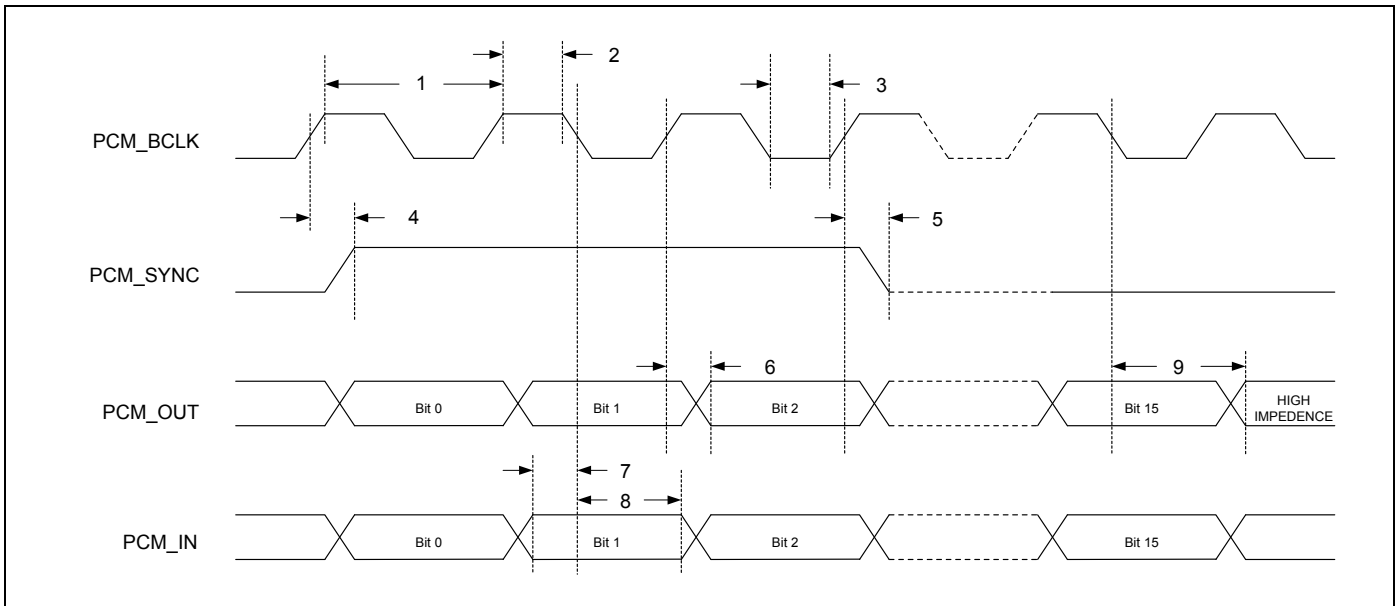 2
1
3
PCM_BCLK
4
5
PCM_SYNC
6
9
PCM_OUT
Bit 0
Bit 1
Bit 2
Bit 15
HIGH
IMPEDENCE
7
8
PCM_IN
Bit 0
Bit 1
Bit 2
Bit 15